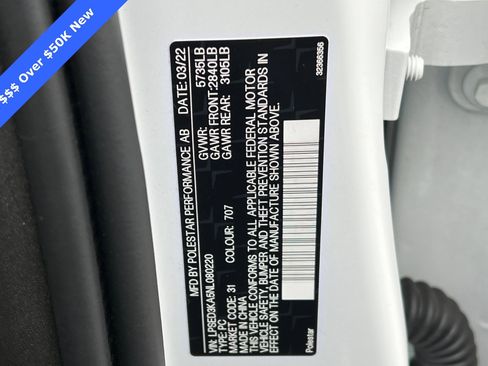 $$$ Over $50K New
MFD BY POLESTAR PERFORMANCE AB DATE: 03/22
GVWR: 5735LB
GAWR FRONT: 2840LB
GAWR REAR: 3105LB
VIN: LPSED3KA6NL080220
TYPE: PC
MARKET CODE: 31 COLOUR: 707
MADE IN CHINA
THIS VEHICLE CONFORMS TO ALL APPLICABLE FEDERAL MOTOR
VEHICLE SAFETY, BUMPER AND THEFT PREVENTION STANDARDS IN
EFFECT ON THE DATE OF MANUFACTURE SHOWN ABOVE.
Polestar
32366356